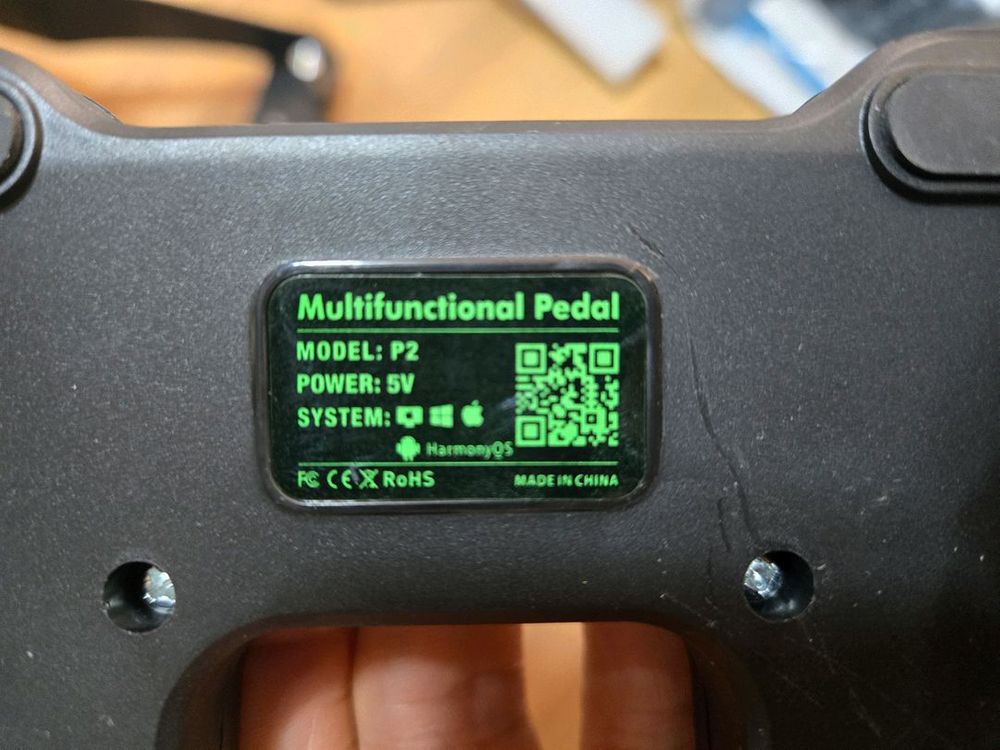 Multifunctional Pedal
MODEL: P2
POWER: 5V
SYSTEM:
HarmonyOS
FC CE RoHS
MADE IN CHINA